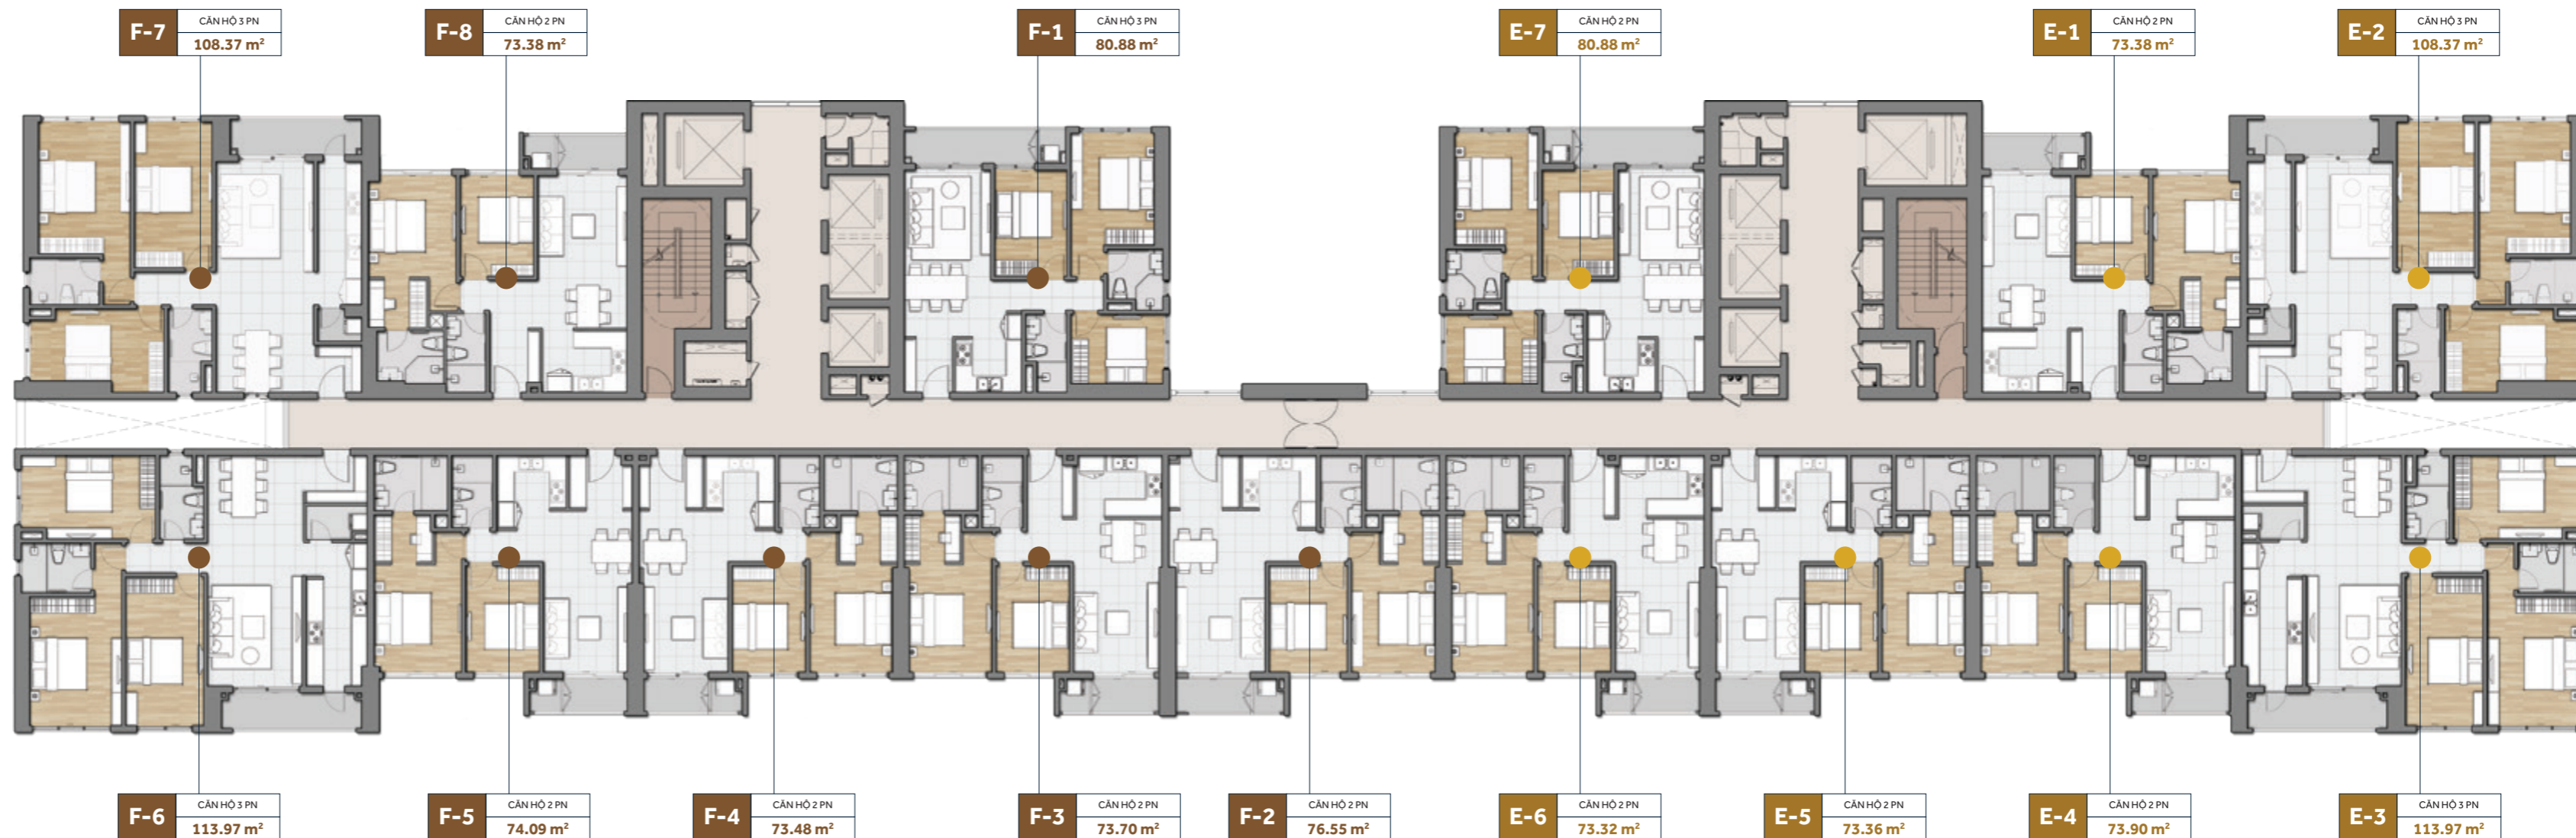 F-7
CĂN HỘ 3 PN
108.37 m²
F-8
CĂN HỘ 2 PN
73.38 m²
F-1
CĂN HỘ 3 PN
80.88 m²
E-7
CĂN HỘ 2 PN
80.88 m²
E-1
CĂN HỘ 2 PN
73.38 m²
E-2
CĂN HỘ 3 PN
108.37 m²
F-6
CĂN HỘ 3 PN
113.97 m²
F-5
CĂN HỘ 2 PN
74.09 m²
F-4
CĂN HỘ 2 PN
73.48 m²
F-3
CĂN HỘ 2 PN
73.70 m²
F-2
CĂN HỘ 2 PN
76.55 m²
E-6
CĂN HỘ 2 PN
73.32 m²
E-5
CĂN HỘ 2 PN
73.36 m²
E-4
CĂN HỘ 2 PN
73.90 m²
E-3
CĂN HỘ 3 PN
113.97 m²